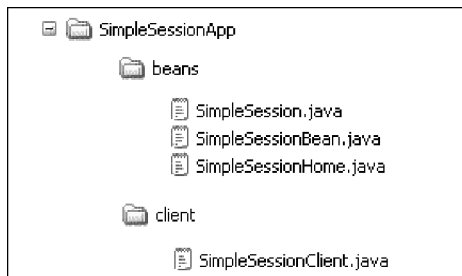 SimpleSessionApp
beans
SimpleSession.java
SimpleSessionBean.java
SimpleSessionHome.java
client
SimpleSessionClient.java